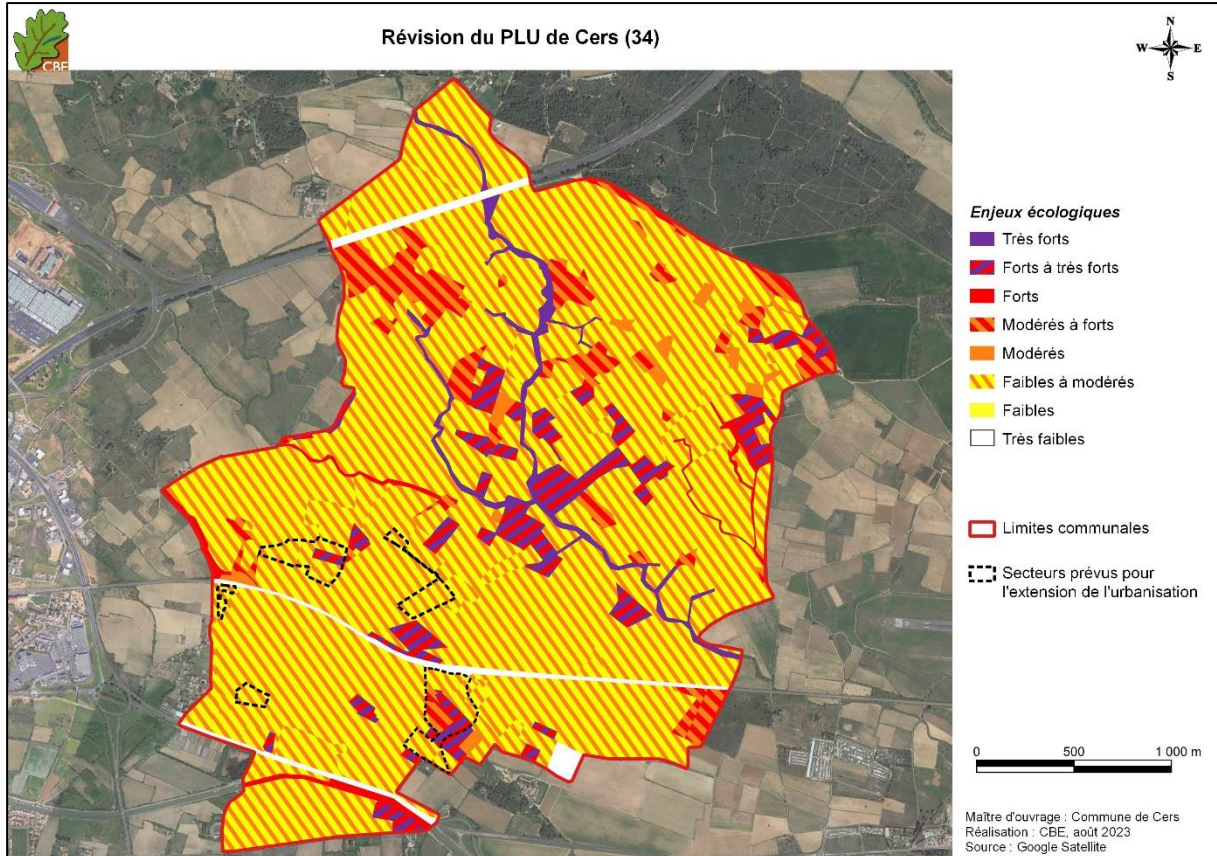 CBE
Révision du PLU de Cers (34)
N
W E
S
Enjeux écologiques
Très forts
Forts à très forts
Forts
Modérés à forts
Modérés
Faibles à modérés
Faibles
Très faibles
Limites communales
Secteurs prévus pour
l'extension de l'urbanisation
0 500 1 000 m
Maître d'ouvrage : Commune de Cers
Réalisation : CBE, août 2023
Source : Google Satellite